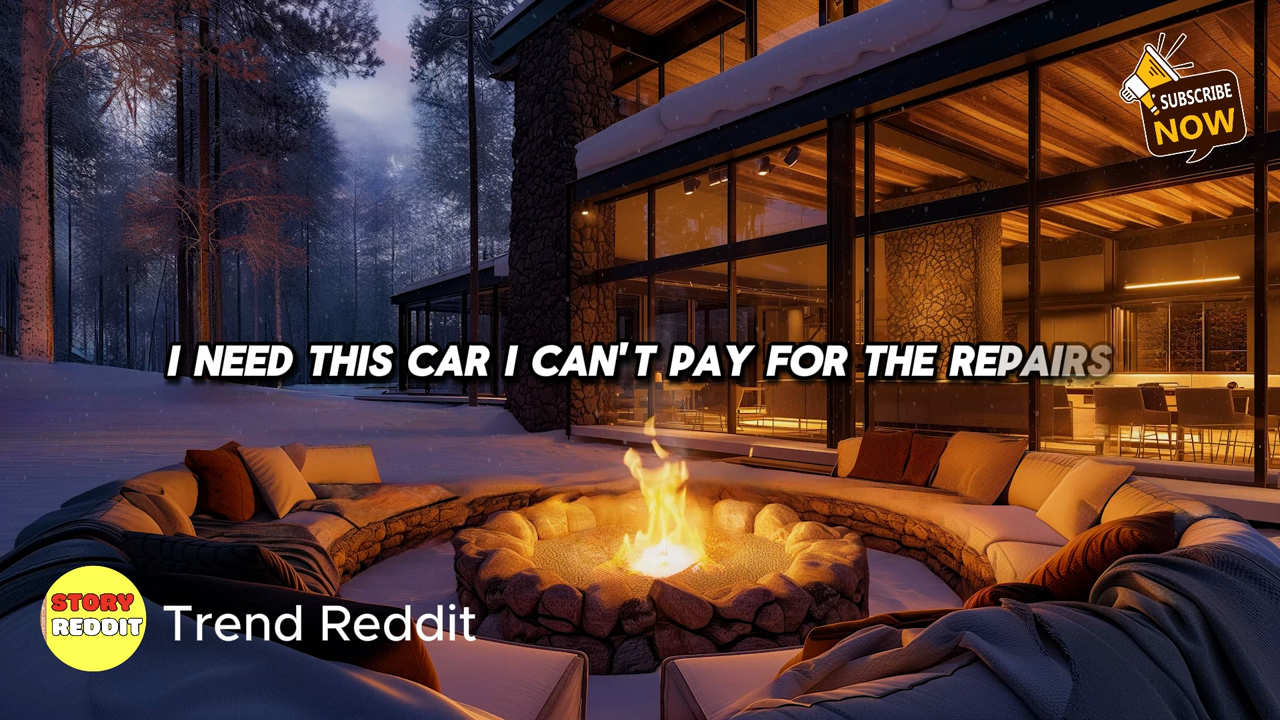 SUBSCRIBE
NOW
I NEED THIS CAR I CAN'T PAY FOR THE REPAIRS
STORY
REDDIT
Trend Reddit